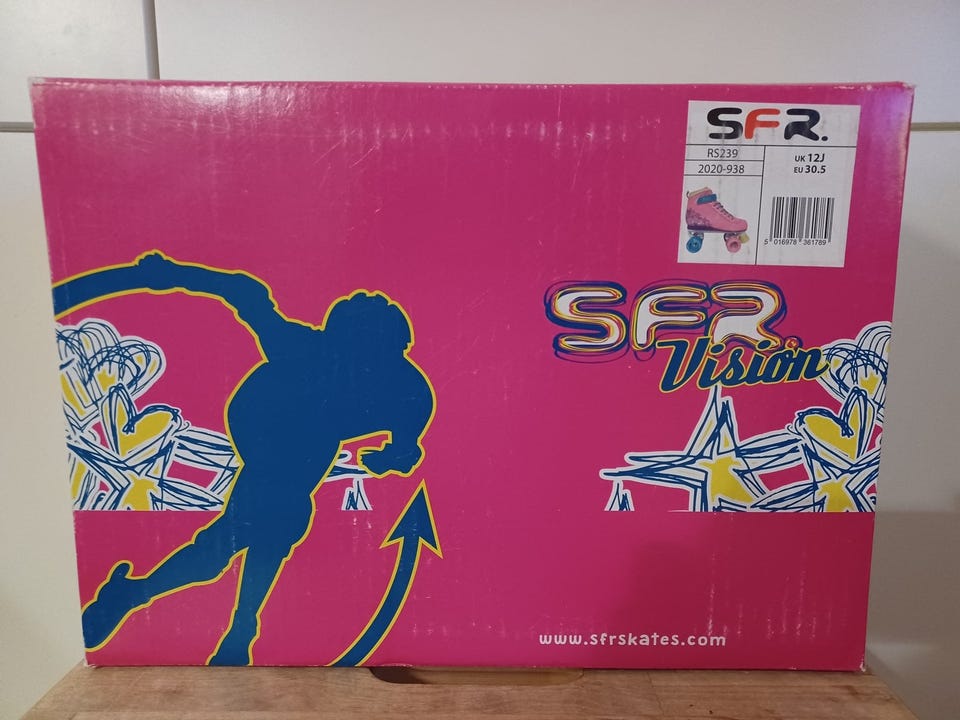 SFR.
RS239
2020-938
UK 12J
EU 30.5
5 016978 361789
SFR
Vision
www.sfrskates.com